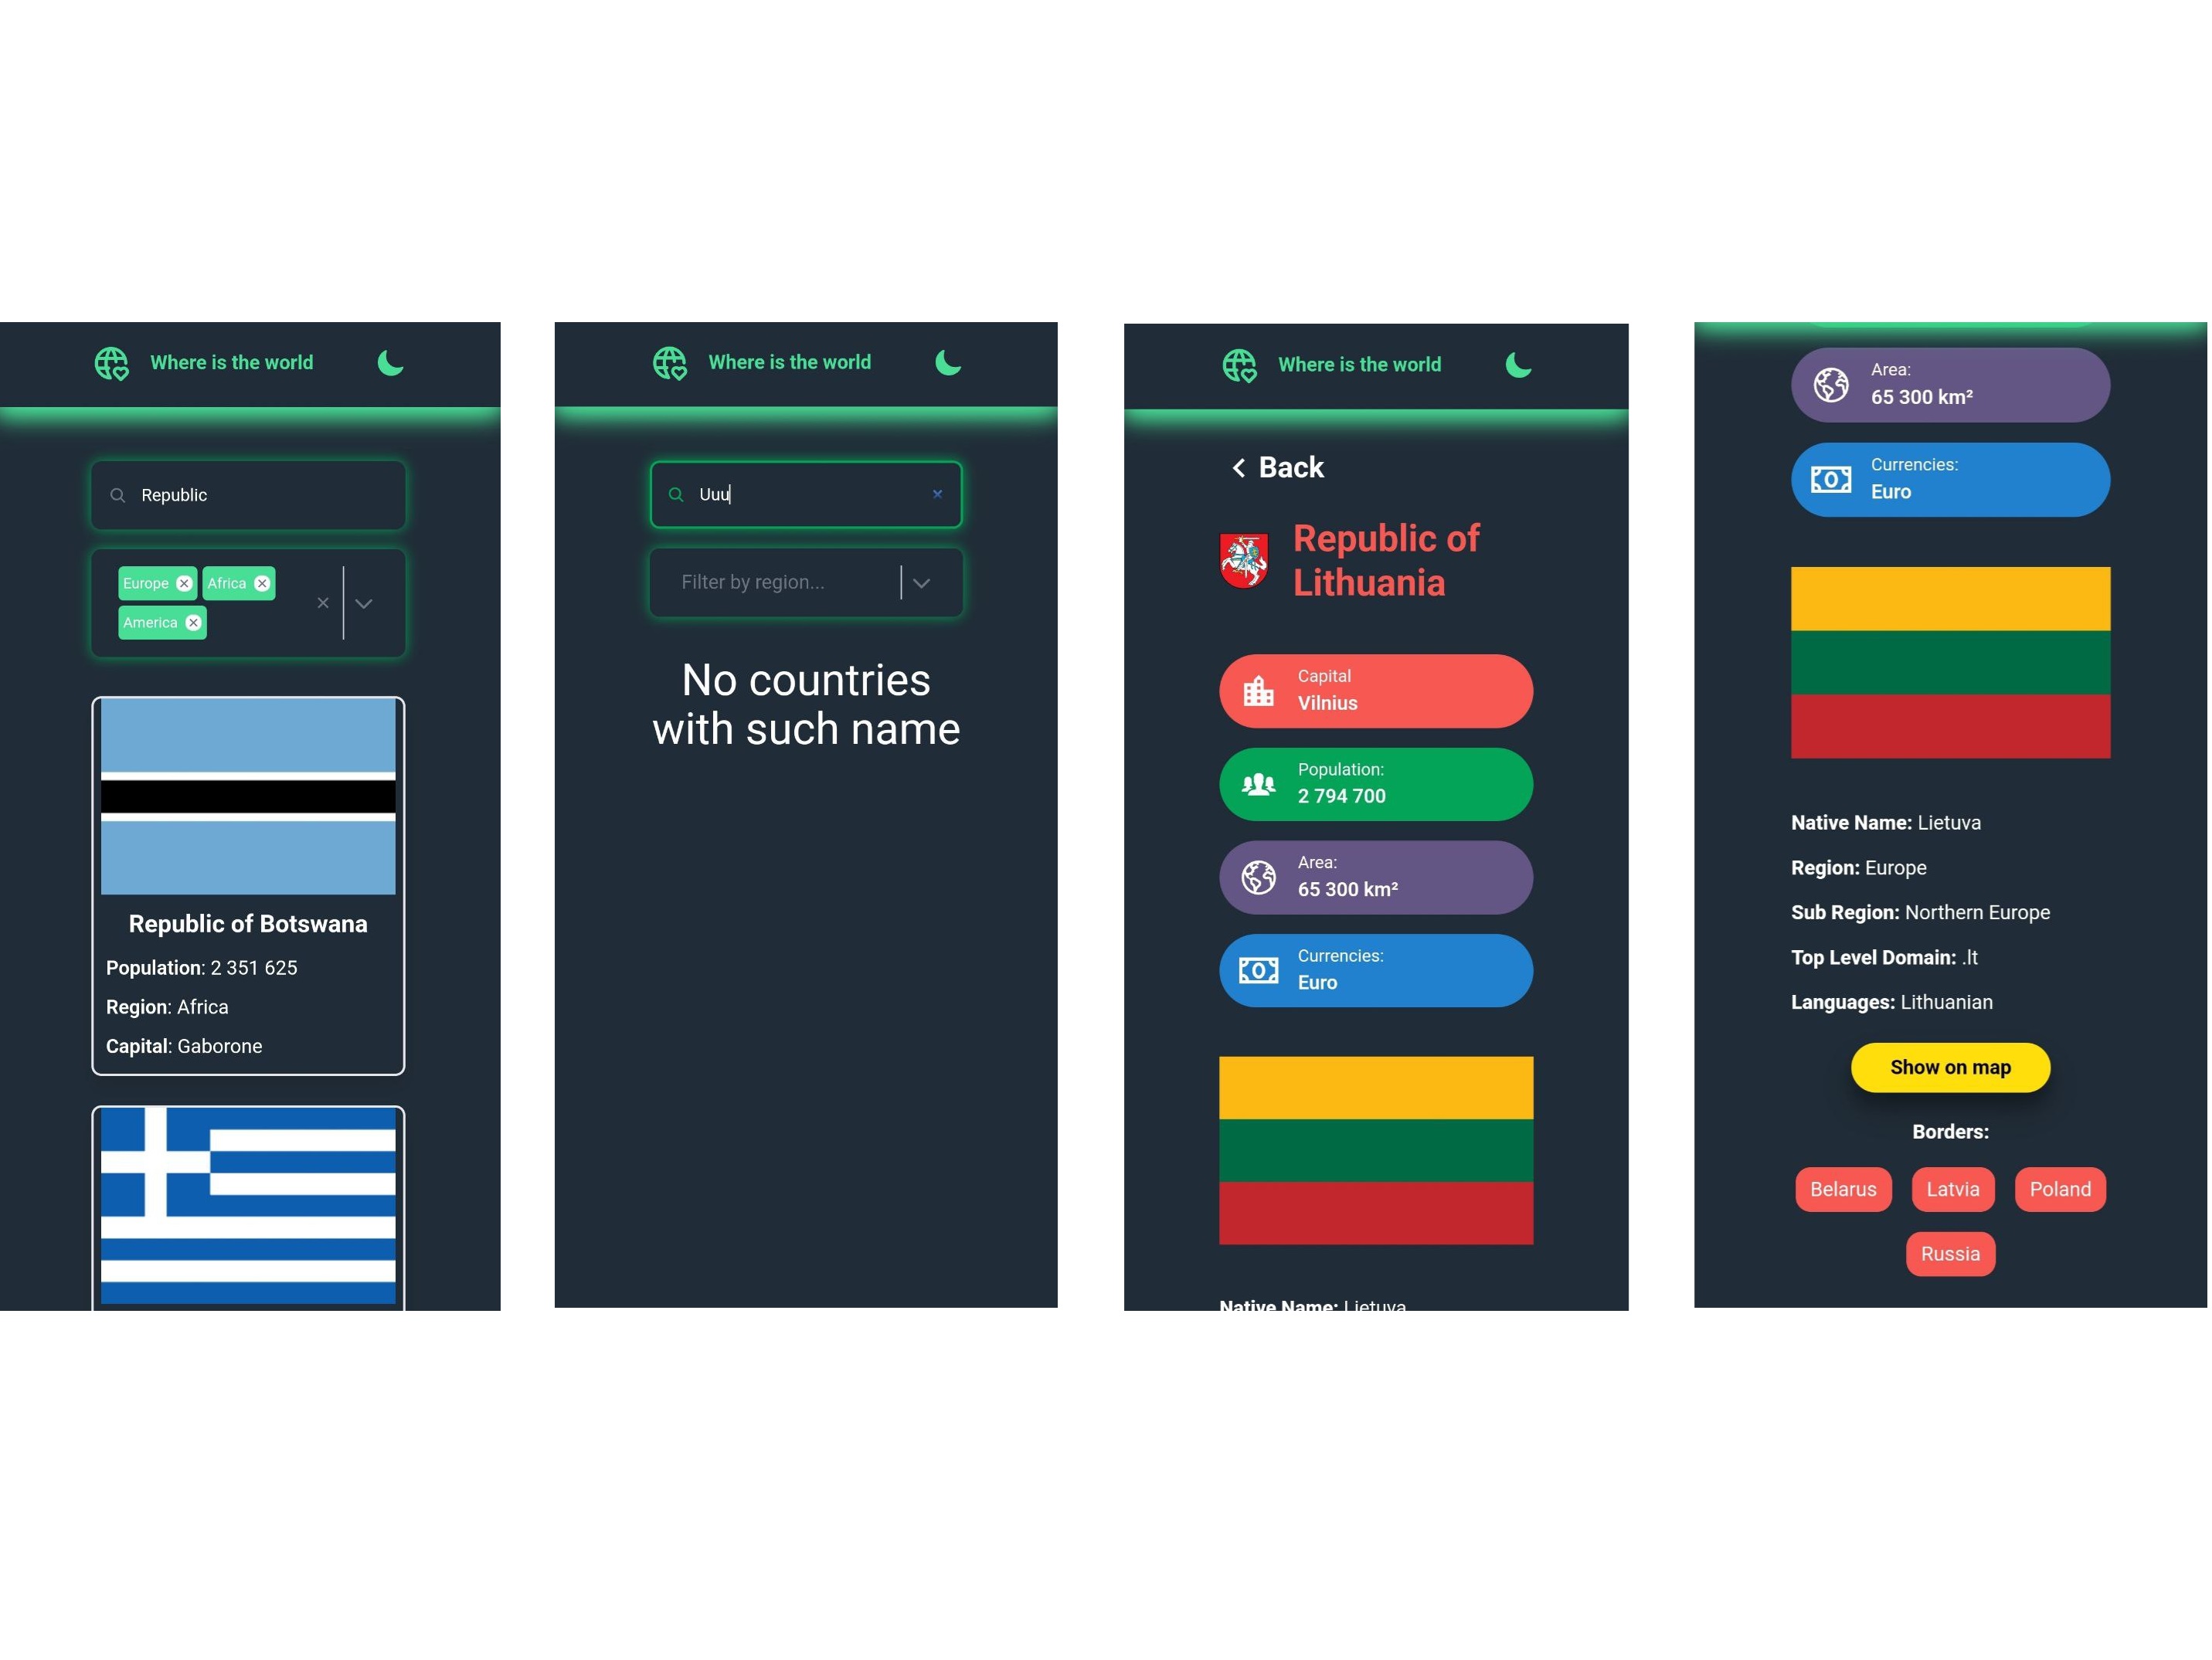 Where is the world
Republic
Europe
Africa
America
Republic of Botswana
Population: 2 351 625
Region: Africa
Capital: Gaborone
Where is the world
Uuu
Filter by region...
No countries
with such name
Where is the world
Back
Republic of
Lithuania
Capital
Vilnius
Population:
2 794 700
Area:
65 300 km²
Currencies:
Euro
Native Name: Lietuva
Area:
65 300 km²
Currencies:
Euro
Native Name: Lietuva
Region: Europe
Sub Region: Northern Europe
Top Level Domain: .lt
Languages: Lithuanian
Show on map
Borders:
Belarus
Latvia
Poland
Russia